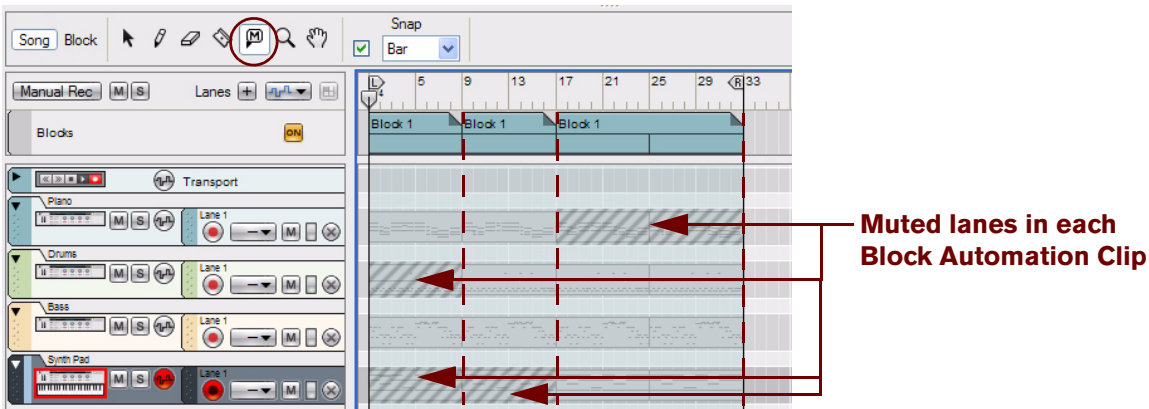 Snap
Song Block M Bar
Manual Rec M S Lanes +
L 5 9 13 17 21 25 29 R 33
4
Blocks ON
Block 1 Block 1 Block 1
Transport
Piano
M S Lane 1 M
Muted lanes in each
Block Automation Clip
Drums
M S Lane 1 M
Bass
M S Lane 1 M
Synth Pad
M S Lane 1 M